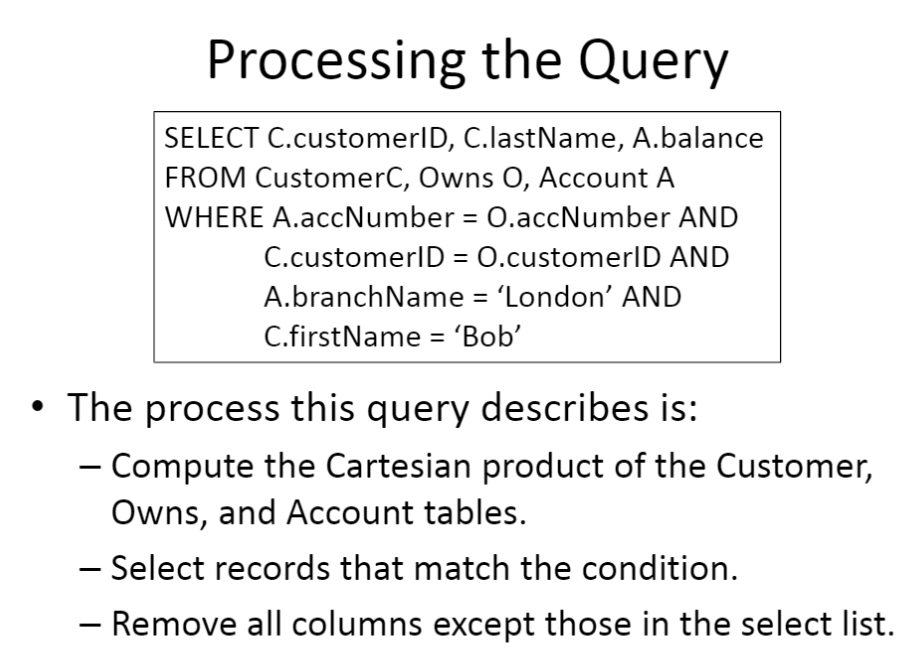 Processing the Query
SELECT C.customerID, C.lastName, A.balance
FROM CustomerC, Owns O, Account A
WHERE A.accNumber = O.accNumber AND
C.customerID = O.customerID AND
A.branchName = ‘London’ AND
C.firstName = ‘Bob’
• The process this query describes is:
– Compute the Cartesian product of the Customer,
Owns, and Account tables.
– Select records that match the condition.
– Remove all columns except those in the select list.